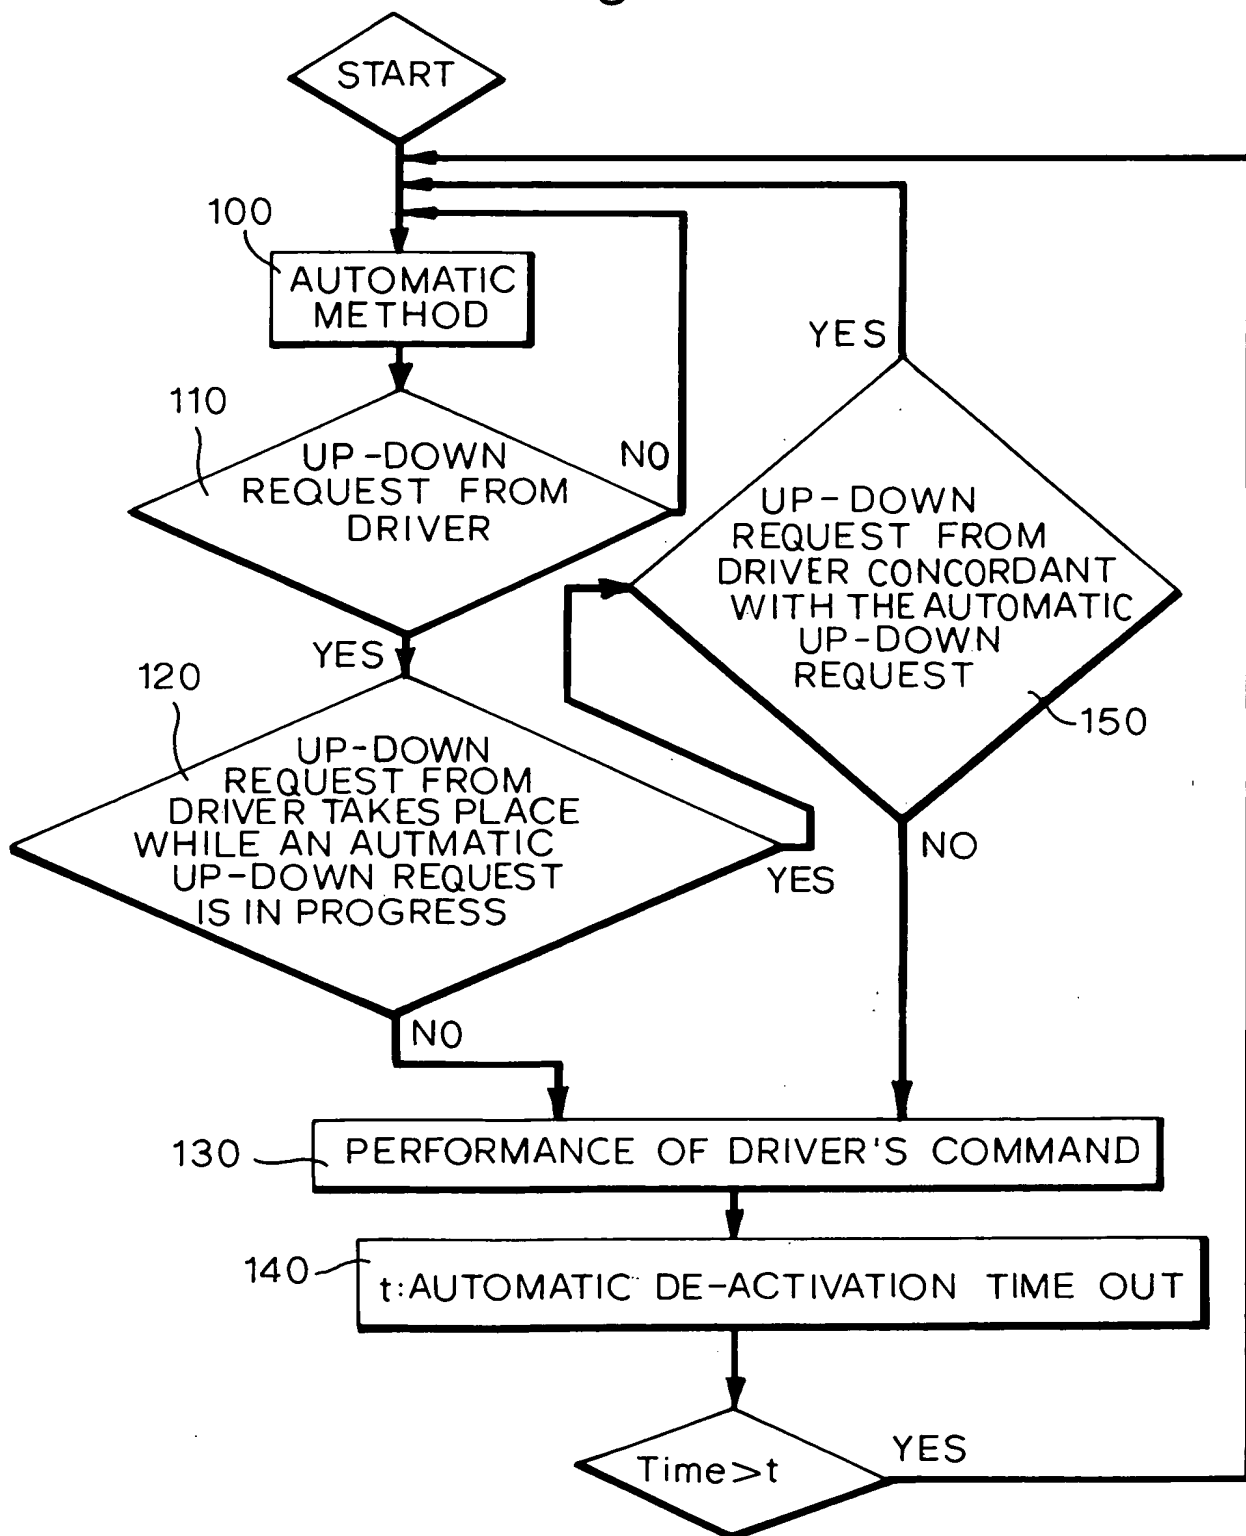 START
100
AUTOMATIC
METHOD
YES
110
UP-DOWN
REQUEST FROM
DRIVER
NO
UP-DOWN
REQUEST FROM
DRIVER CONCORDANT
WITH THE AUTOMATIC
UP-DOWN
REQUEST
YES
120
150
UP-DOWN
REQUEST FROM
DRIVER TAKES PLACE
WHILE AN AUTMATIC
UP-DOWN REQUEST
IS IN PROGRESS
YES
NO
NO
130
PERFORMANCE OF DRIVER'S COMMAND
140
t:AUTOMATIC DE-ACTIVATION TIME OUT
Time>t
YES